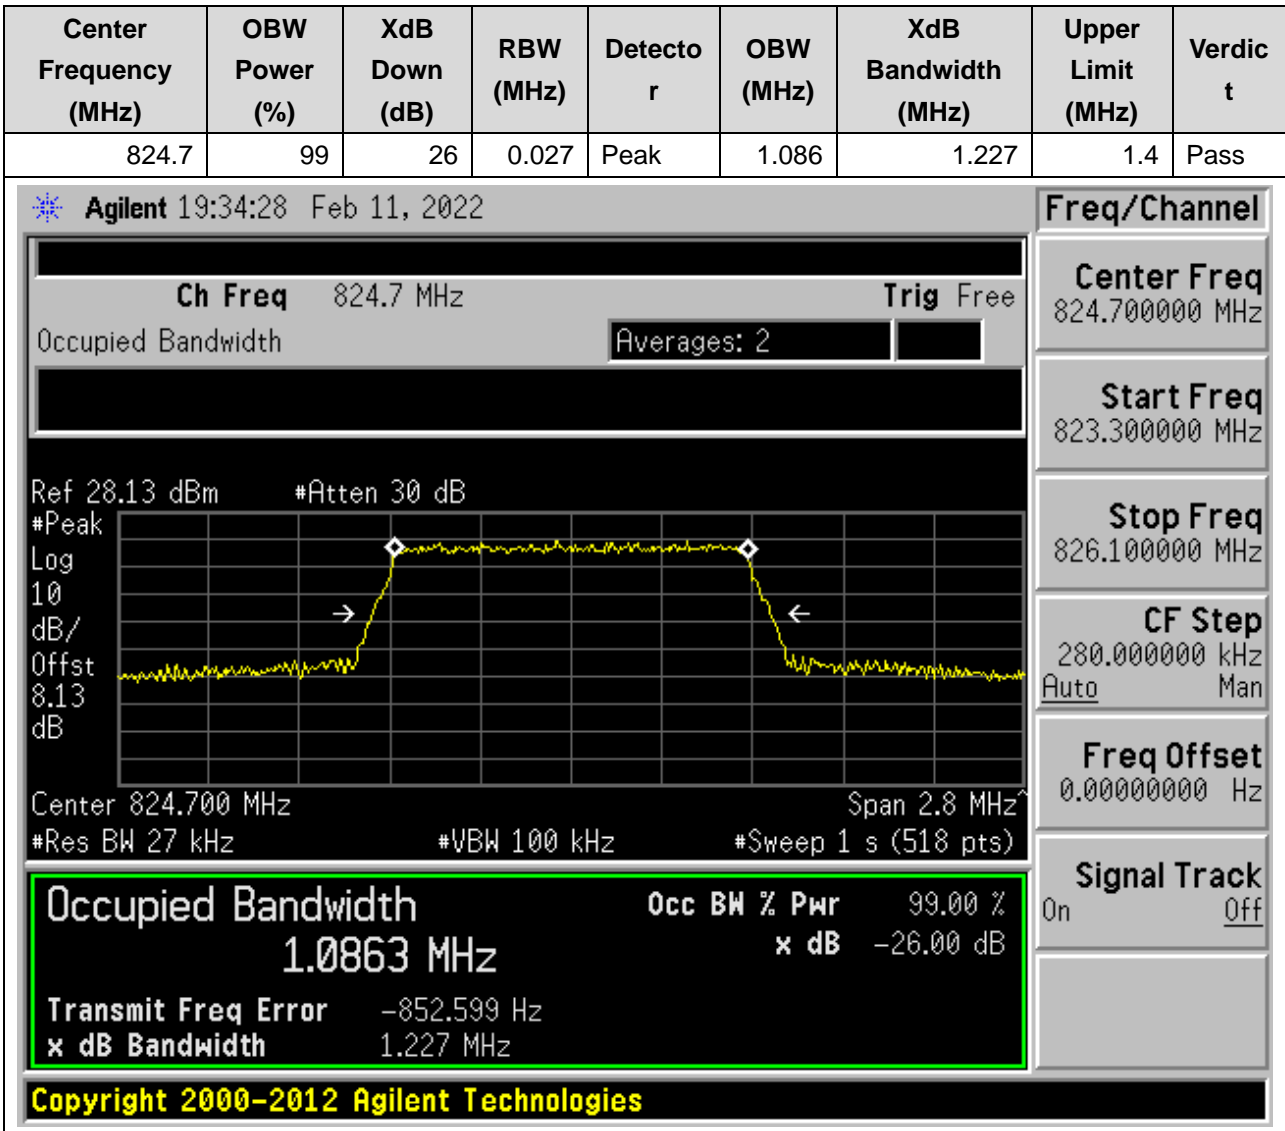 Center Frequency (MHz) OBW Power (%) XdB Down (dB) RBW (MHz) Detecto r OBW (MHz) XdB Bandwidth (MHz) Upper Limit (MHz) Verdic t
824.7 99 26 0.027 Peak 1.086 1.227 1.4 Pass
Agilent 19:34:28 Feb 11, 2022
Freq/Channel
Ch Freq 824.7 MHz Trig Free
Occupied Bandwidth Averages: 2
Center Freq
824.700000 MHz
Start Freq
823.300000 MHz
Stop Freq
826.100000 MHz
CF Step
280.000000 kHz
Auto Man
Freq Offset
0.00000000 Hz
Signal Track
On Off
Ref 28.13 dBm #Atten 30 dB
#Peak
Log
10
dB/
Offst
8.13
dB
Center 824.700 MHz Span 2.8 MHz^
#Res BW 27 kHz #VBW 100 kHz #Sweep 1 s (518 pts)
Occupied Bandwidth Occ BW % Pwr 99.00 %
1.0863 MHz x dB -26.00 dB
Transmit Freq Error -852.599 Hz
x dB Bandwidth 1.227 MHz
Copyright 2000-2012 Agilent Technologies